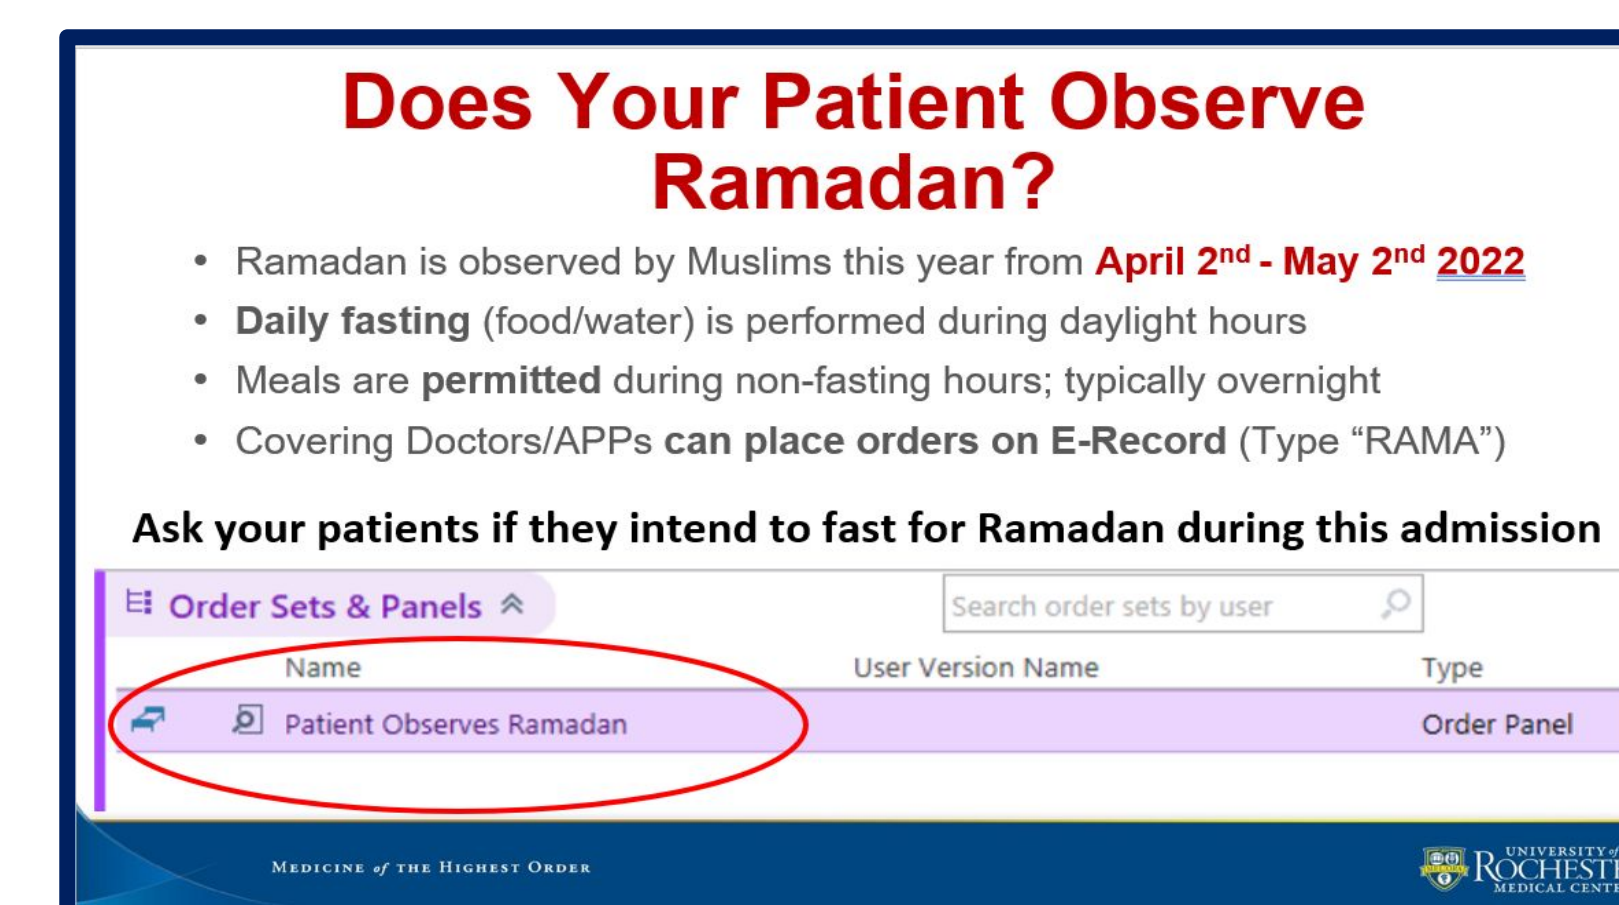 Does Your Patient Observe
Ramadan?
• Ramadan is observed by Muslims this year from April 2nd - May 2nd 2022
• Daily fasting (food/water) is performed during daylight hours
• Meals are permitted during non-fasting hours; typically overnight
• Covering Doctors/APPs can place orders on E-Record (Type “RAMA”)
Ask your patients if they intend to fast for Ramadan during this admission
Order Sets & Panels
Search order sets by user
Name User Version Name Type
Patient Observes Ramadan Order Panel
MEDICINE of THE HIGHEST ORDER
UNIVERSITY of
MEDICAL